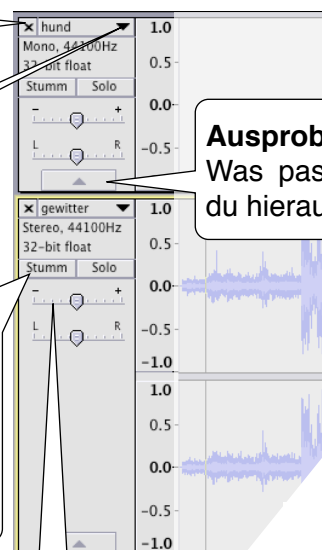 × hund
Mono, 44100Hz
32-bit float
Stumm Solo
- +
L R
1.0
0.5-
0.0-
-0.5-
Ausprob
Was pas
du hierau
× gewitter
Stereo, 44100Hz
32-bit float
Stumm Solo
- +
L R
1.0
0.5-
0.0-
-0.5-
-1.0
1.0
0.5-
0.0-
-0.5-
-1.0